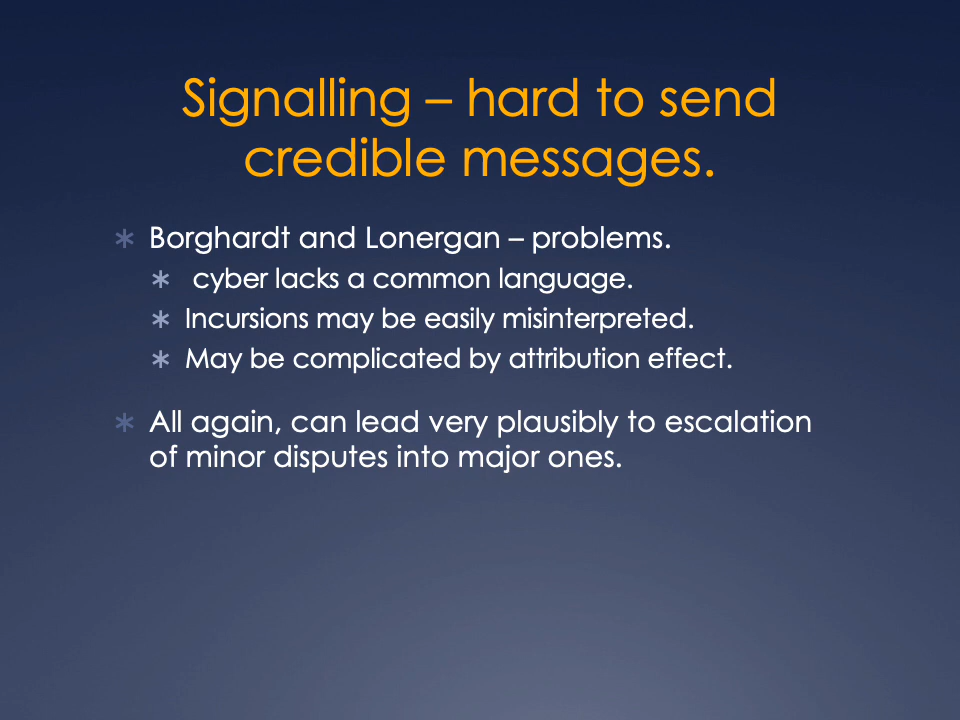 Signalling – hard to send
credible messages.
Borghardt and Lonergan – problems.
cyber lacks a common language.
Incursions may be easily misinterpreted.
May be complicated by attribution effect.
All again, can lead very plausibly to escalation
of minor disputes into major ones.